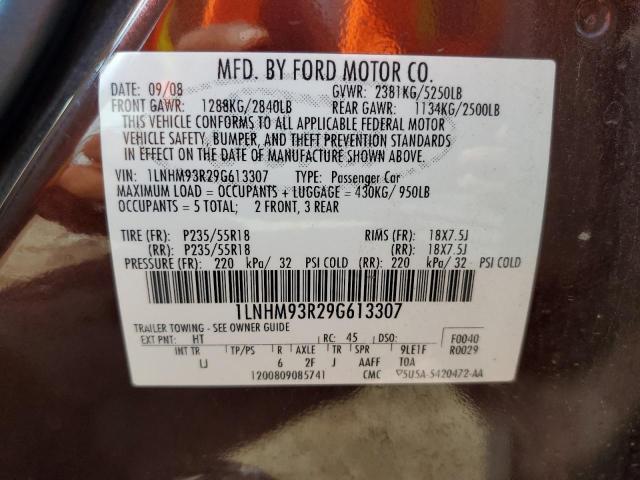 MFD. BY FORD MOTOR CO.
DATE: 09/08 GVWR: 2381KG/5250LB
FRONT GAWR: 1288KG/2840LB REAR GAWR: 1134KG/2500LB
THIS VEHICLE CONFORMS TO ALL APPLICABLE FEDERAL MOTOR
VEHICLE SAFETY, BUMPER, AND THEFT PREVENTION STANDARDS
IN EFFECT ON THE DATE OF MANUFACTURE SHOWN ABOVE.
VIN: 1LNHM93R29G613307 TYPE: Passenger Car
MAXIMUM LOAD = OCCUPANTS + LUGGAGE = 430KG/950LB
OCCUPANTS = 5 TOTAL; 2 FRONT, 3 REAR
TIRE (FR): P235/55R18 RIMS (FR): 18X7.5J
(RR): P235/55R18 (RR): 18X7.5J
PRESSURE (FR): 220 kPa/ 32 PSI COLD (RR): 220 kPa/ 32 PSI COLD
1LNHM93R29G613307
TRAILER TOWING - SEE OWNER GUIDE
EXT PNT: HT RC: 45 DSO: F0040
INT TR TP/PS R AXLE TR SPR 9LE1F R0029
IJ 6 2F J AAFF T0A
1200809085741 CMC 5U5A-5420472-AA